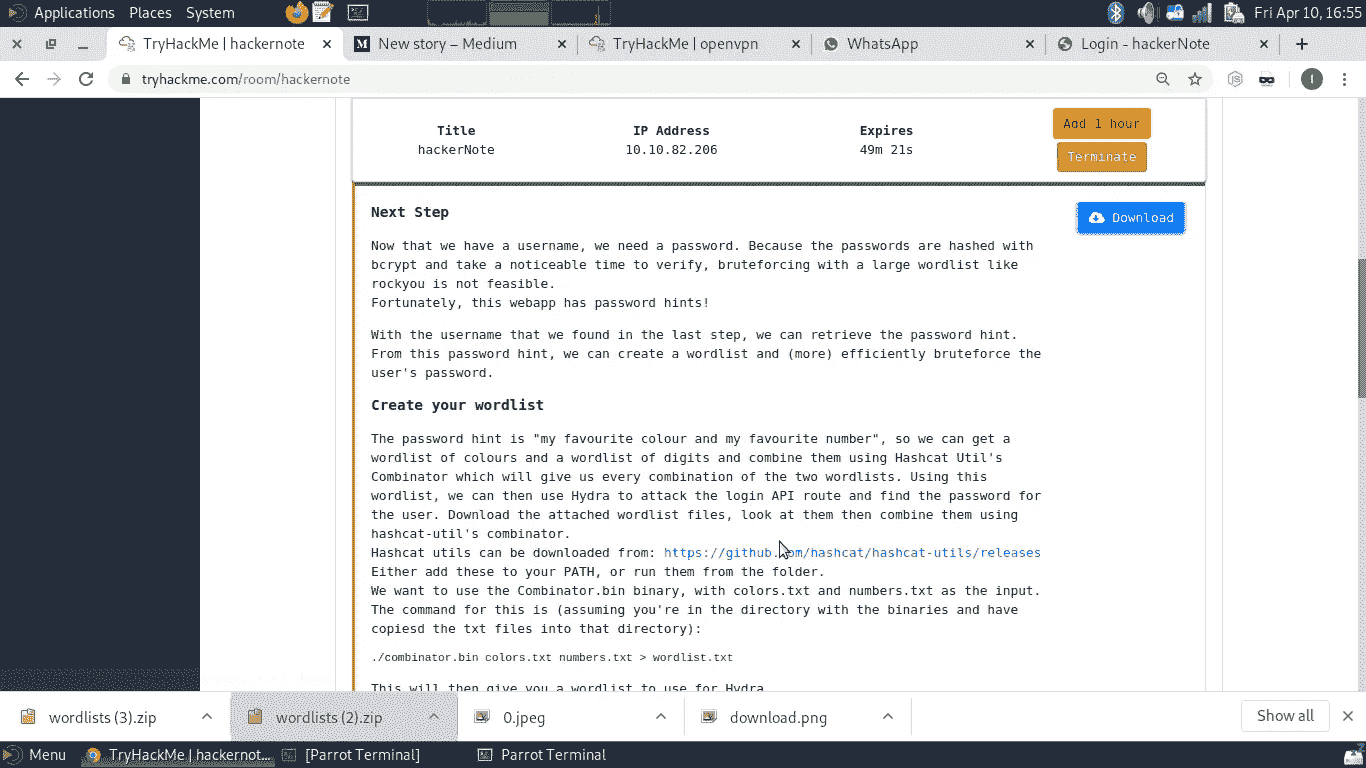 Applications Places System
Fri Apr 10, 16:55
TryHackMe | hackernote
New story – Medium
TryHackMe | openvpn
WhatsApp
Login - hackerNote
tryhackme.com/room/hackernote
I
Title IP Address Expires
hackerNote 10.10.82.206 49m 21s
Add 1 hour
Terminate
Next Step
Download
Now that we have a username, we need a password. Because the passwords are hashed with
bcrypt and take a noticeable time to verify, bruteforcing with a large wordlist like
rockyou is not feasible.
Fortunately, this webapp has password hints!
With the username that we found in the last step, we can retrieve the password hint.
From this password hint, we can create a wordlist and (more) efficiently bruteforce the
user's password.
Create your wordlist
The password hint is "my favourite colour and my favourite number", so we can get a
wordlist of colours and a wordlist of digits and combine them using Hashcat Util's
Combinator which will give us every combination of the two wordlists. Using this
wordlist, we can then use Hydra to attack the login API route and find the password for
the user. Download the attached wordlist files, look at them then combine them using
hashcat-util's combinator.
Hashcat utils can be downloaded from: https://github.com/hashcat/hashcat-utils/releases
Either add these to your PATH, or run them from the folder.
We want to use the Combinator.bin binary, with colors.txt and numbers.txt as the input.
The command for this is (assuming you're in the directory with the binaries and have
copiesd the txt files into that directory):
./combinator.bin colors.txt numbers.txt > wordlist.txt
This will then give you a wordlist to use for Hydra
wordlists (3).zip
wordlists (2).zip
0.jpeg
download.png
Show all
Menu
TryHackMe | hackernot...
[Parrot Terminal]
Parrot Terminal